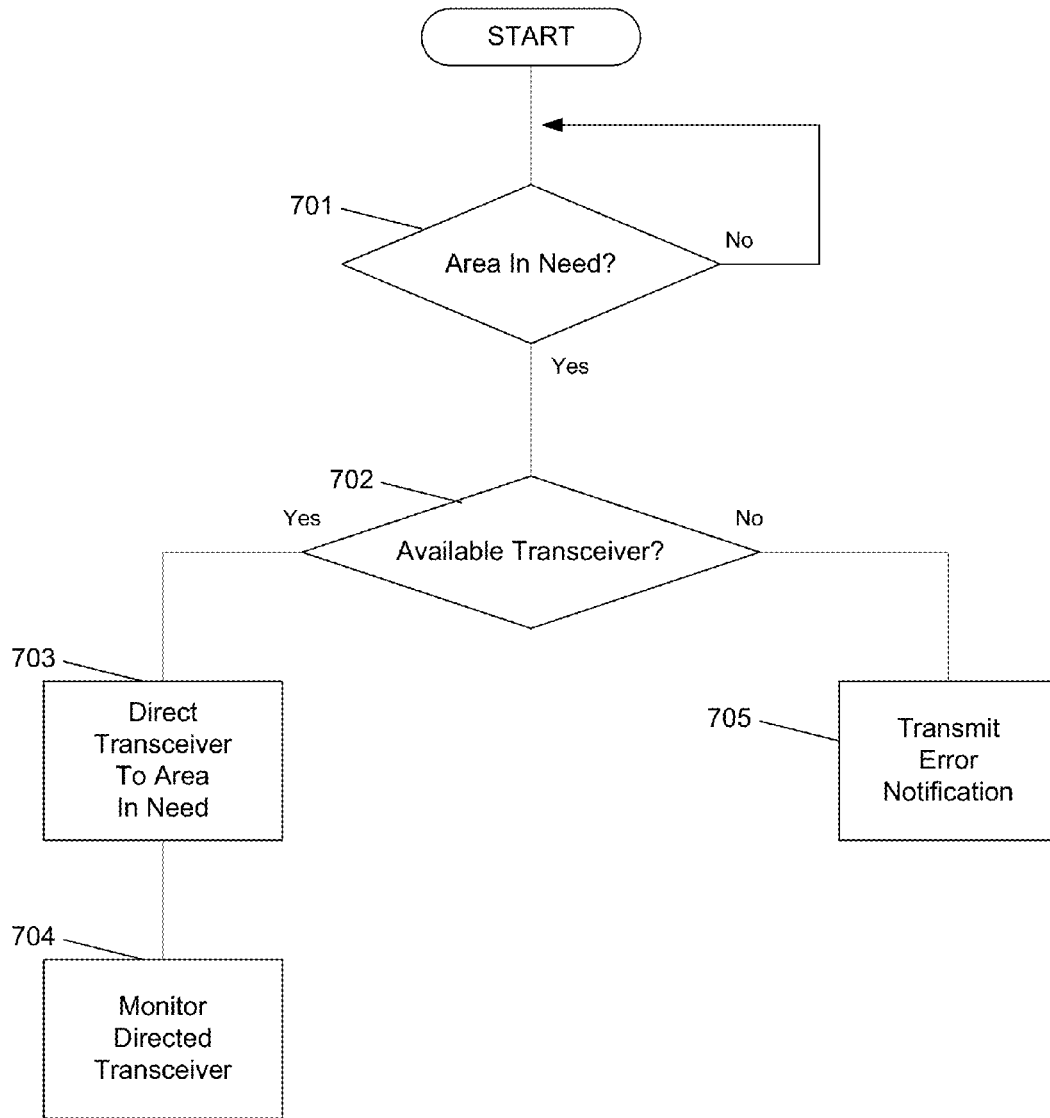 START
701
Area In Need?
No
Yes
702
Yes
No
Available Transceiver?
703
Direct
Transceiver
To Area
In Need
705
Transmit
Error
Notification
704
Monitor
Directed
Transceiver